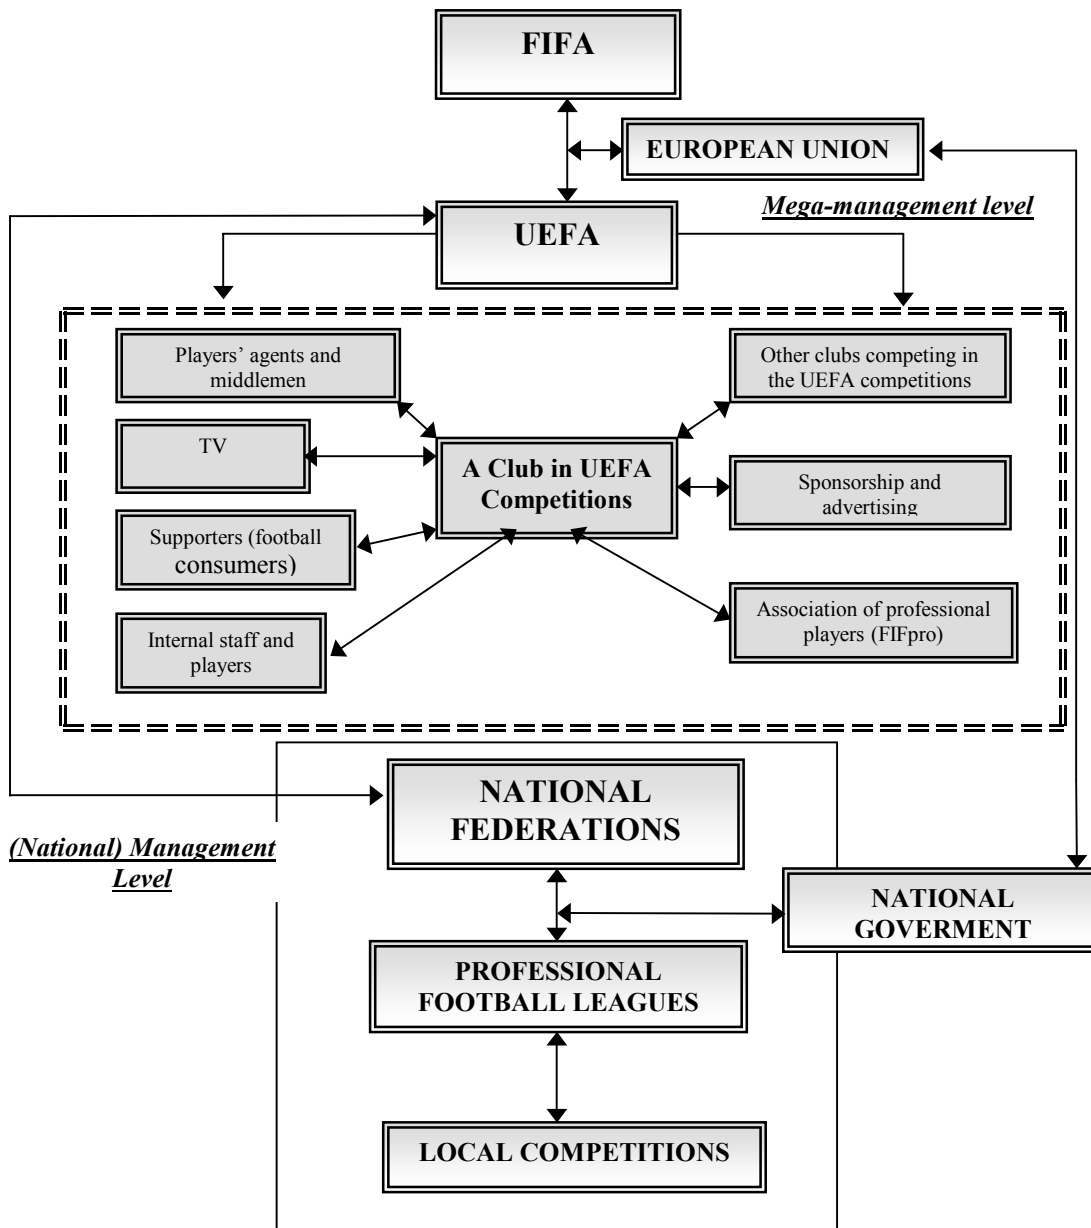 FIFA
EUROPEAN UNION
Mega-management level
UEFA
Players’ agents and
middlemen
Other clubs competing in
the UEFA competitions
TV
A Club in UEFA
Competitions
Sponsorship and
advertising
Supporters (football
consumers)
Internal staff and
players
Association of professional
players (FIFpro)
NATIONAL
FEDERATIONS
(National) Management
Level
NATIONAL
GOVERMENT
PROFESSIONAL
FOOTBALL LEAGUES
LOCAL COMPETITIONS